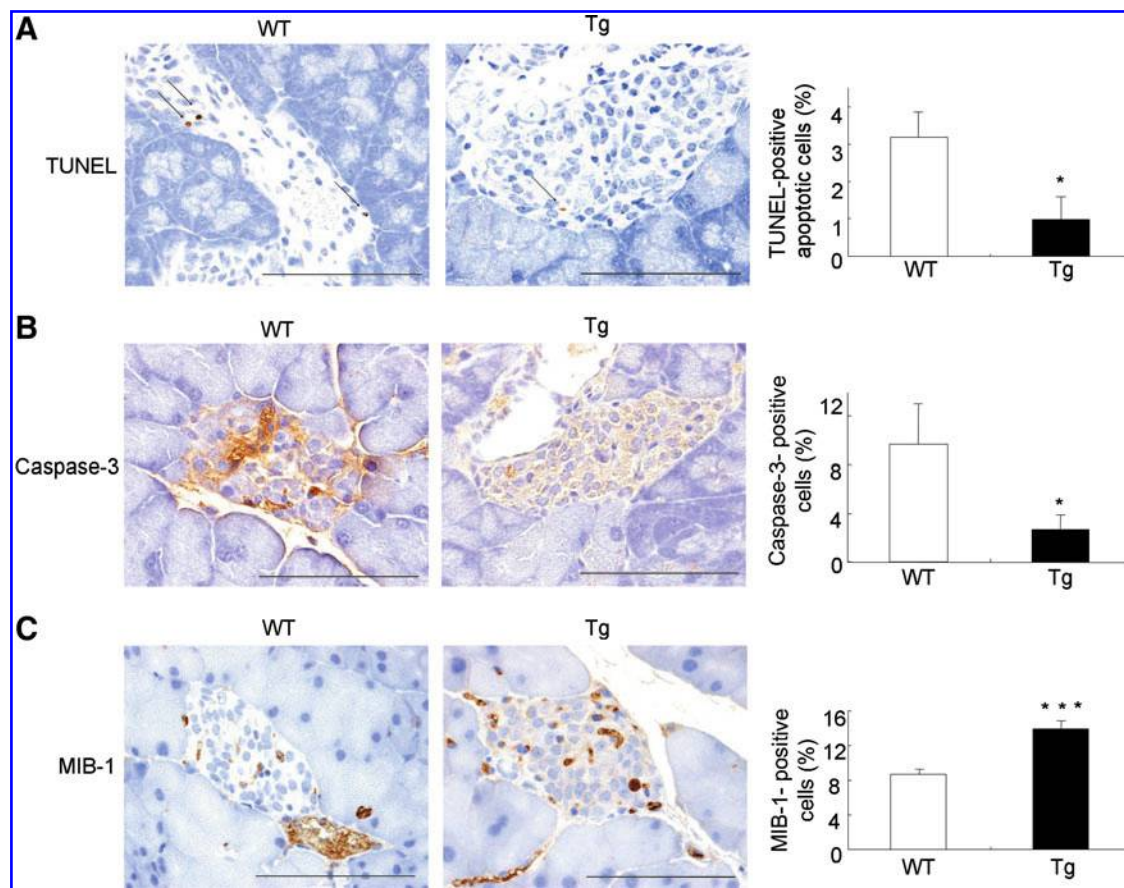 A
WT
Tg
TUNEL
TUNEL-positive
apoptotic cells (%)
4
3
2
1
0
*
WT
Tg
B
WT
Tg
Caspase-3
Caspase-3- positive
cells (%)
12
8
4
0
*
WT
Tg
C
WT
Tg
MIB-1
MIB-1- positive
cells (%)
16
12
8
4
0
* * *
WT
Tg